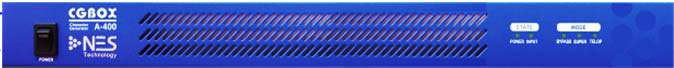 CGBOX
Character Generator A-400
NES Technology
POWER
STATE
POWER INPUT
MODE
BYPASS SUPER TELOP